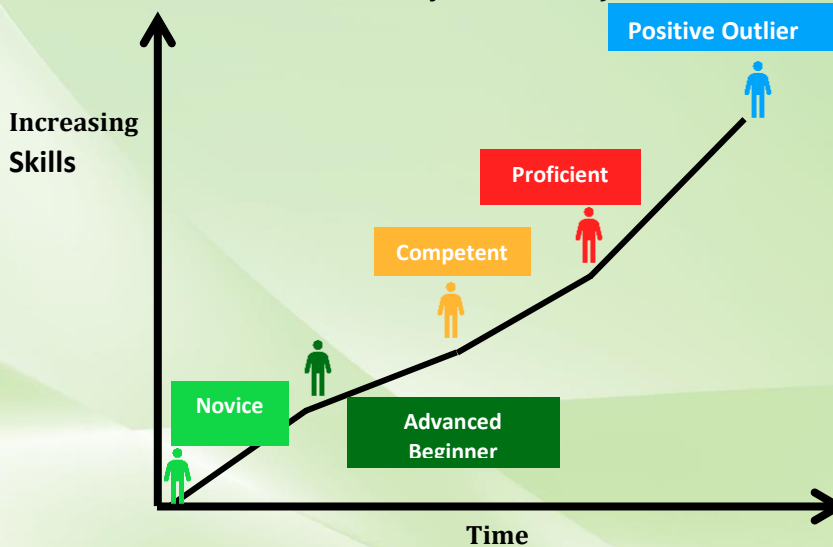 Positive Outlier
Increasing
Skills
Proficient
Competent
Novice
Advanced
Beginner
Time